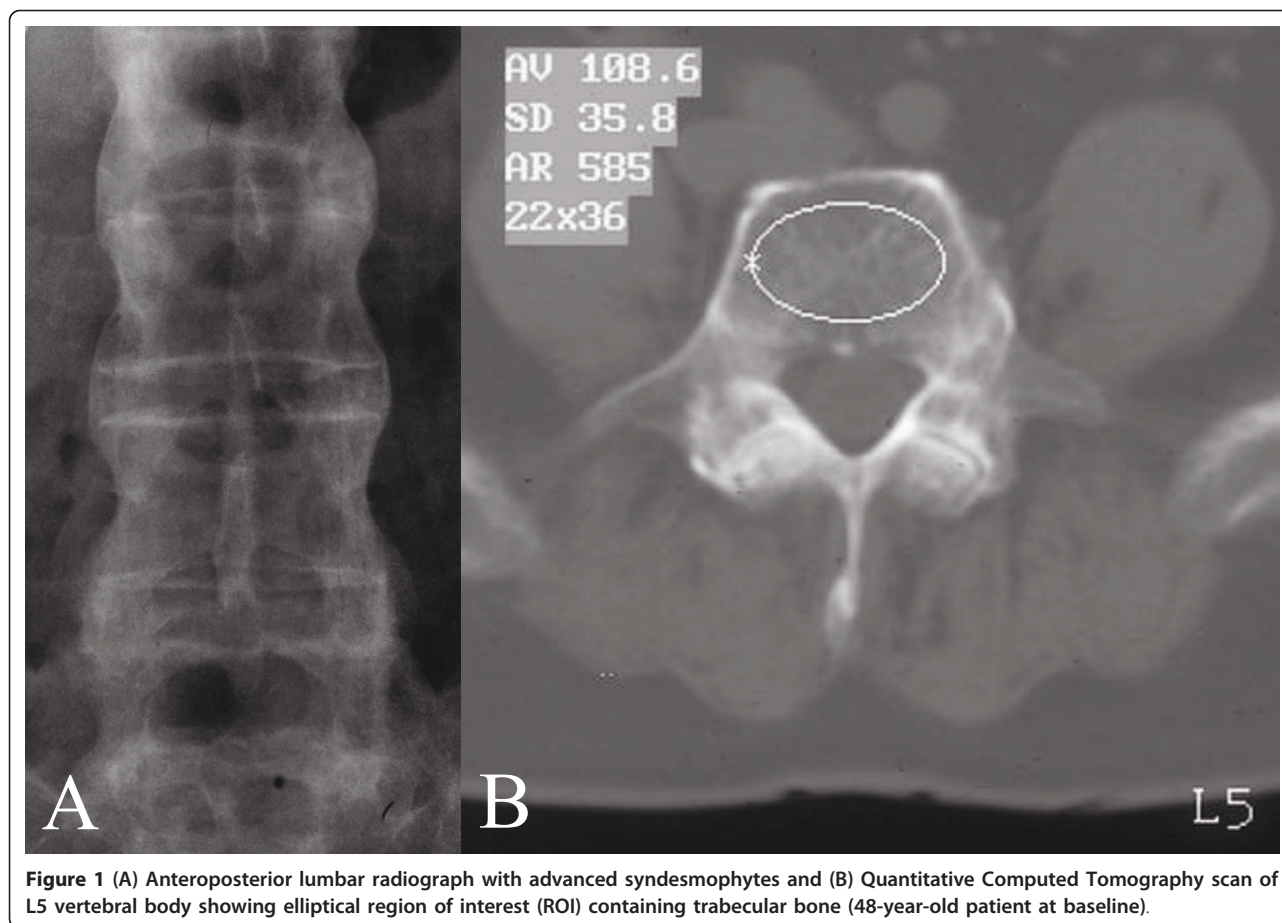 AV 108.6
SD 35.8
AR 585
22x36
A
B
L5
Figure 1 (A) Anteroposterior lumbar radiograph with advanced syndesmophytes and (B) Quantitative Computed Tomography scan of
L5 vertebral body showing elliptical region of interest (ROI) containing trabecular bone (48-year-old patient at baseline).